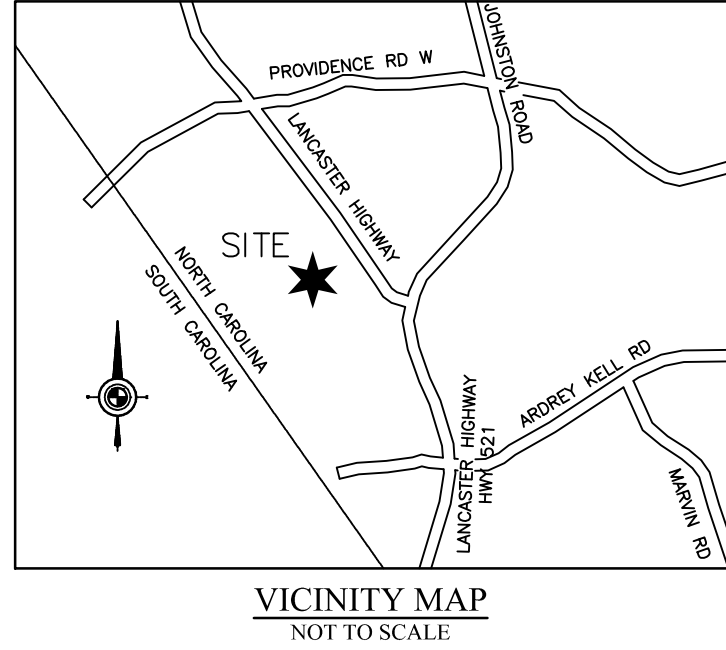 PROVIDENCE RD W
JOHNSTON ROAD
LANCASTER HIGHWAY
SITE
NORTH CAROLINA
SOUTH CAROLINA
ARDREY KELL RD
LANCASTER HIGHWAY
HWY 521
MARVIN RD
VICINITY MAP
NOT TO SCALE